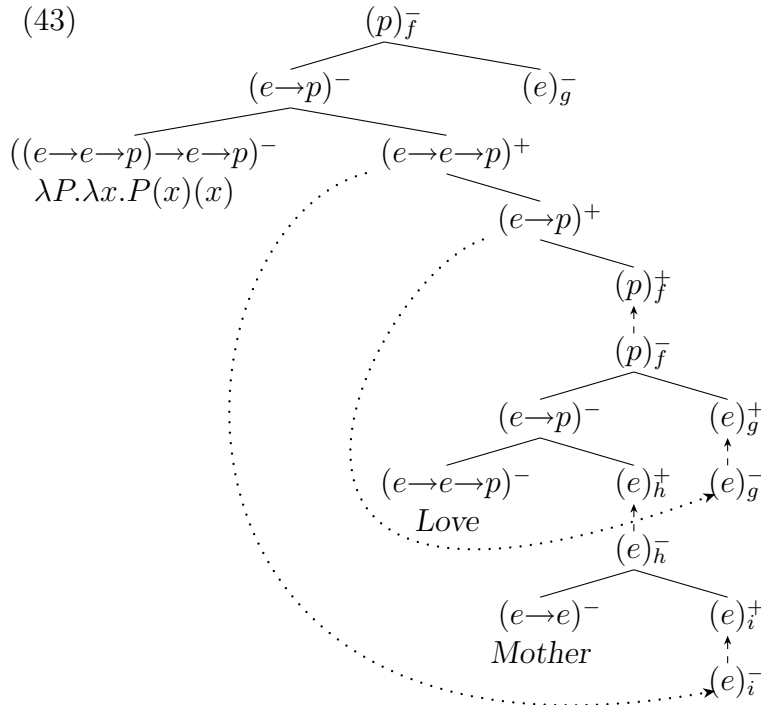 (43)
(p)⁻_f
(e→p)⁻ (e)⁻_g
((e→e→p)→e→p)⁻ (e→e→p)⁺
λP.λx.P(x)(x)
(e→p)⁺
(p)⁺_f
(p)⁻_f
(e→p)⁻ (e)⁺_g
(e→e→p)⁻ (e)⁺_h (e)⁻_g
Love
(e)⁻_h
(e→e)⁻ (e)⁺_i
Mother
(e)⁻_i